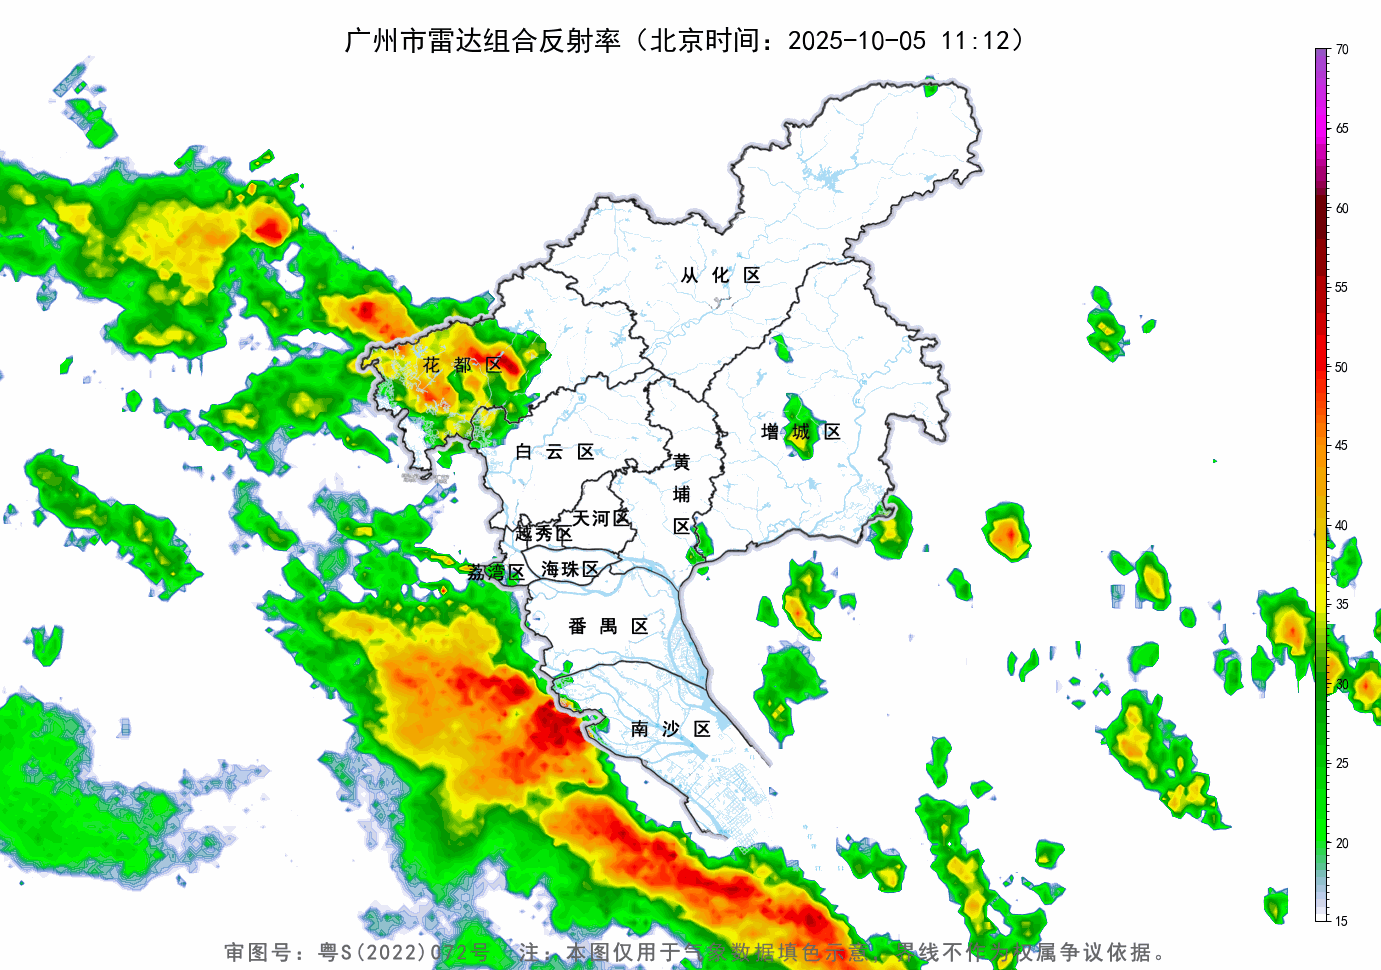 广州市雷达组合反射率（北京时间：2025-10-05 11:12）
70
65
60
55
50
45
40
35
30
25
20
15
从 化 区
花 都 区
增 城 区
白 云 区
黄
埔
区
天河区
越秀区
荔湾区
海珠区
番 禺 区
南 沙 区
审图号：粤S(2022)072号 注：本图仅用于气象数据填色示意，界线不作为权属争议依据。